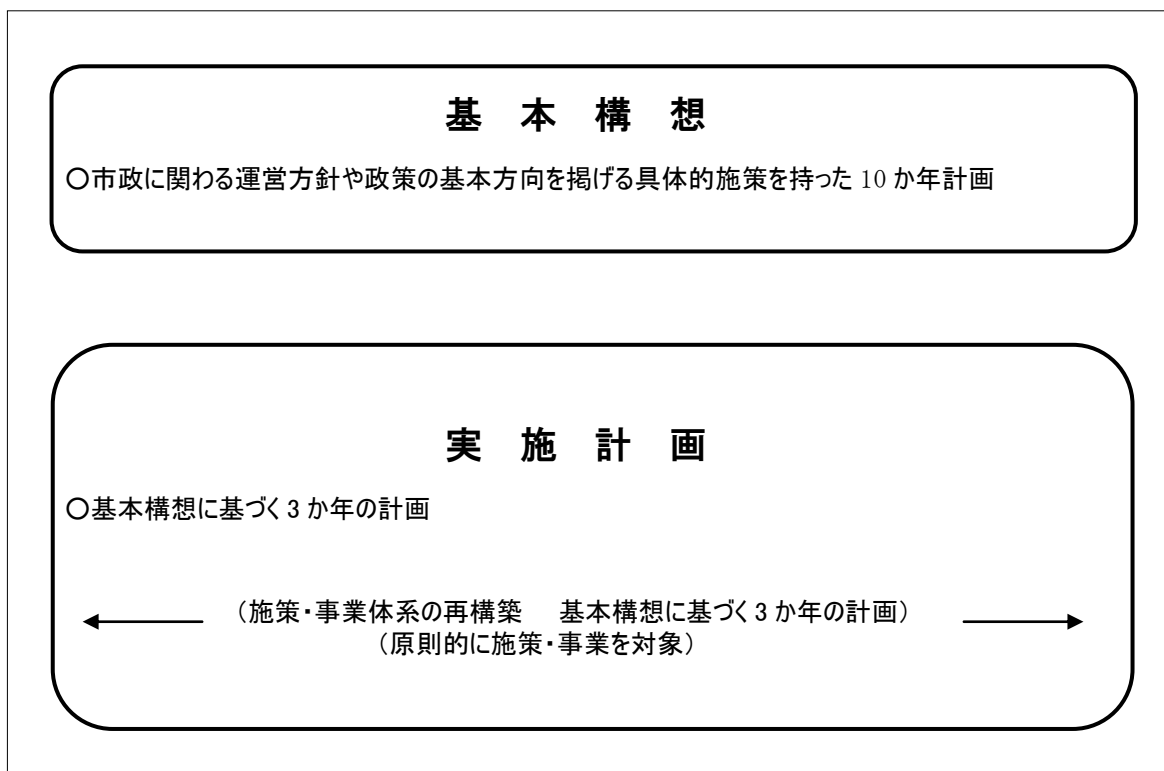 基 本 構 想
○市政に関わる運営方針や政策の基本方向を掲げる具体的施策を持った 10 か年計画
実 施 計 画
○基本構想に基づく 3 か年の計画
（施策・事業体系の再構築　基本構想に基づく 3 か年の計画）
（原則的に施策・事業を対象）